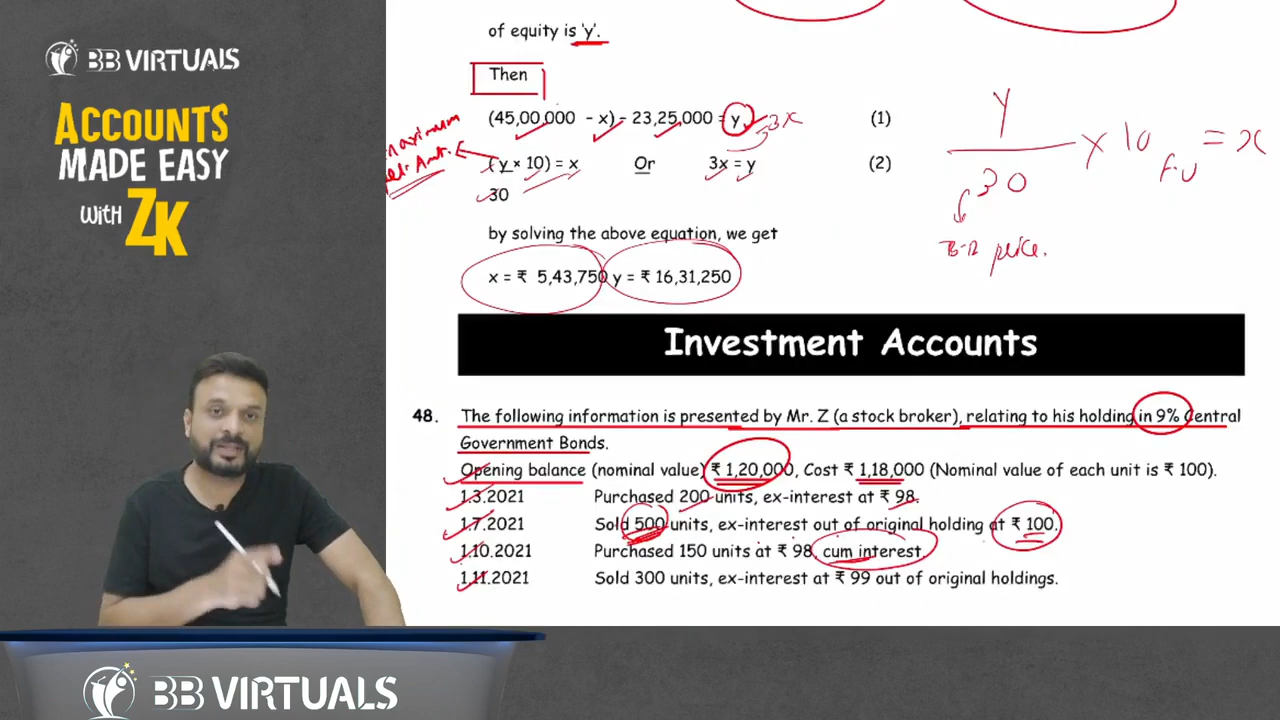 BB VIRTUALS
ACCOUNTS
MADE EASY
with ZK
of equity is 'y'.
Then
(45,00,000 - x) - 23,25,000 = y (1)
3x
(y × 10) = x Or 3x = y (2)
30
by solving the above equation, we get
x = ₹ 5,43,750 y = ₹ 16,31,250
maximum
Amt.
y
30 × 10 = x
F.V
B.B price.
Investment Accounts
48. The following information is presented by Mr. Z (a stock broker), relating to his holding in 9% Central
Government Bonds.
Opening balance (nominal value) ₹ 1,20,000, Cost ₹ 1,18,000 (Nominal value of each unit is ₹ 100).
1.3.2021 Purchased 200 units, ex-interest at ₹ 98.
1.7.2021 Sold 500 units, ex-interest out of original holding at ₹ 100.
1.10.2021 Purchased 150 units at ₹ 98, cum interest.
1.11.2021 Sold 300 units, ex-interest at ₹ 99 out of original holdings.
BB VIRTUALS